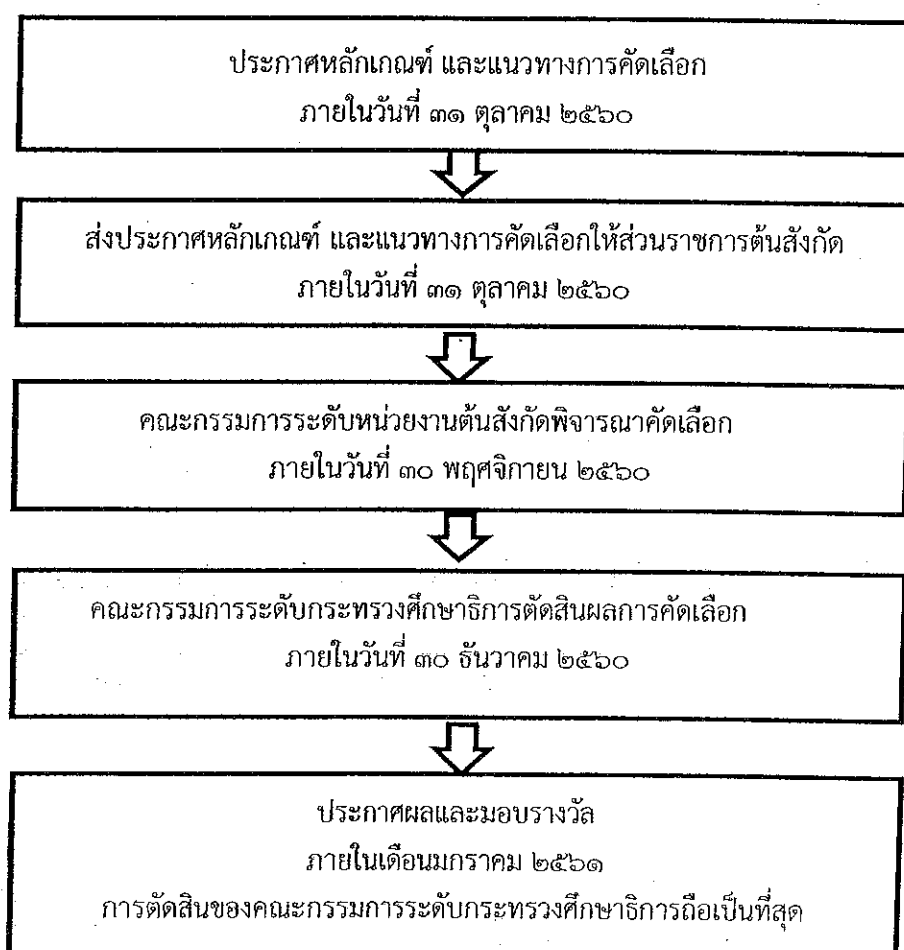 ประกาศหลักเกณฑ์ และแนวทางการคัดเลือก
ภายในวันที่ ๓๑ ตุลาคม ๒๕๖๐
ส่งประกาศหลักเกณฑ์ และแนวทางการคัดเลือกให้ส่วนราชการต้นสังกัด
ภายในวันที่ ๓๑ ตุลาคม ๒๕๖๐
คณะกรรมการระดับหน่วยงานต้นสังกัดพิจารณาคัดเลือก
ภายในวันที่ ๓๐ พฤศจิกายน ๒๕๖๐
คณะกรรมการระดับกระทรวงศึกษาธิการตัดสินผลการคัดเลือก
ภายในวันที่ ๓๐ ธันวาคม ๒๕๖๐
ประกาศผลและมอบรางวัล
ภายในเดือนมกราคม ๒๕๖๑
การตัดสินของคณะกรรมการระดับกระทรวงศึกษาธิการถือเป็นที่สุด